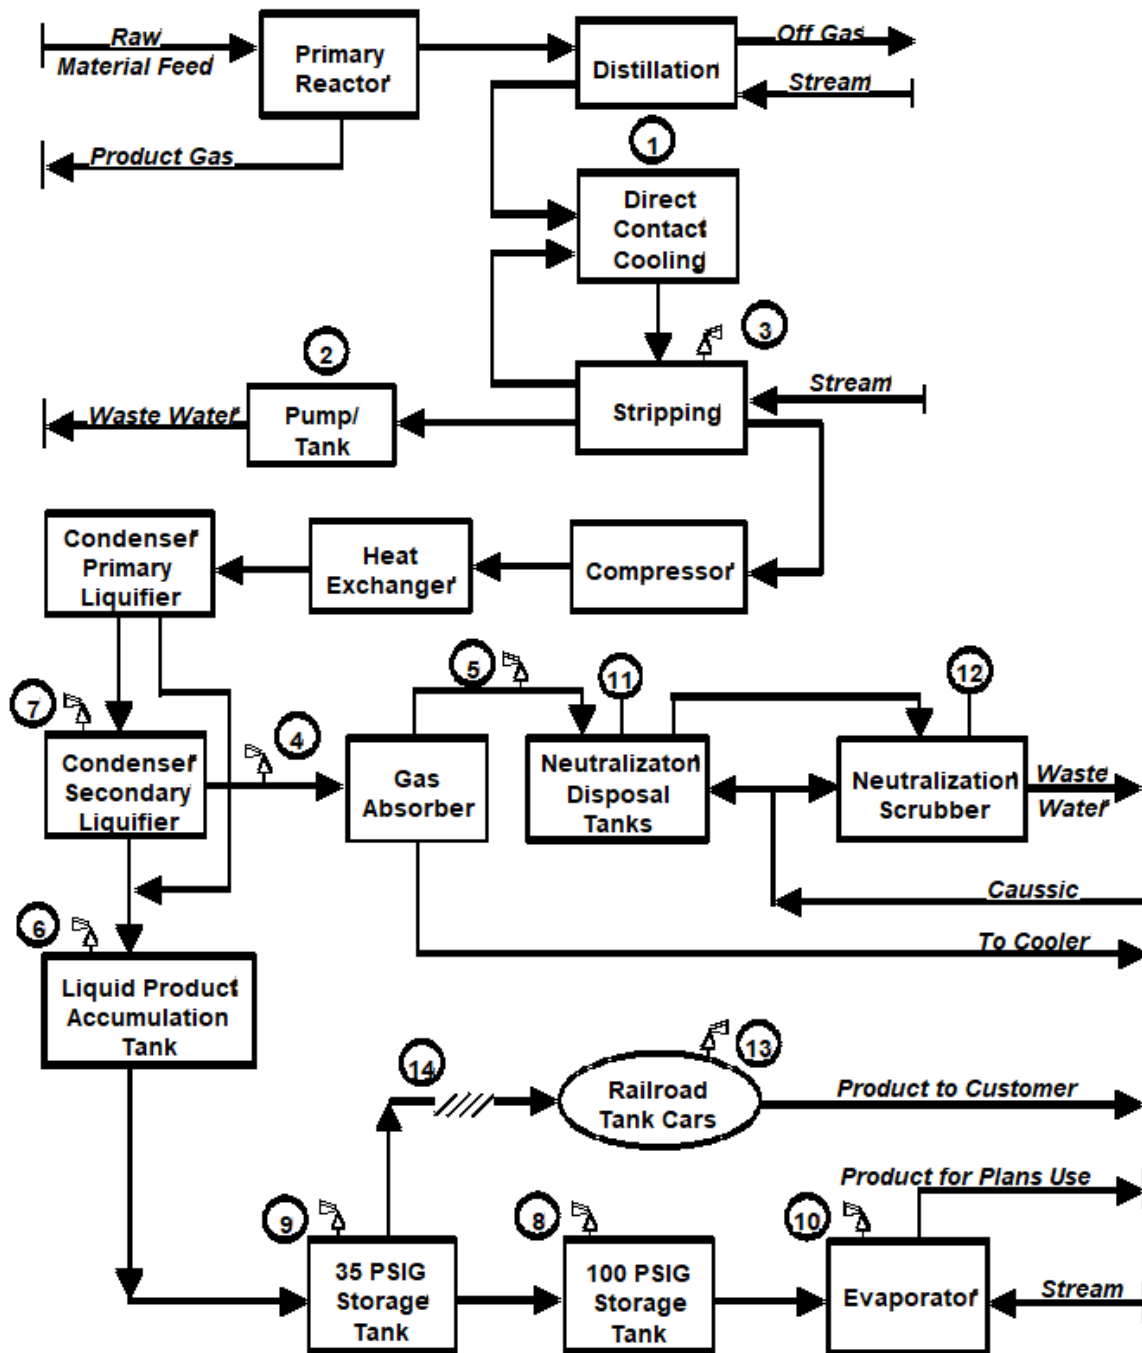 Raw
Material Feed
Primary
Reactor
Distillation
Off Gas
Stream
Product Gas
1
Direct
Contact
Cooling
3
2
Stream
Stripping
Waste Water
Pump/
Tank
Condenser
Primary
Liquifier
Heat
Exchanger
Compressor
5
11
12
7
4
Condenser
Secondary
Liquifier
Gas
Absorber
Neutralizaton
Disposal
Tanks
Neutralization
Scrubber
Waste
Water
Caussic
6
To Cooler
Liquid Product
Accumulation
Tank
14
13
Railroad
Tank Cars
Product to Customer
Product for Plans Use
9
8
10
35 PSIG
Storage
Tank
100 PSIG
Storage
Tank
Evaporator
Stream